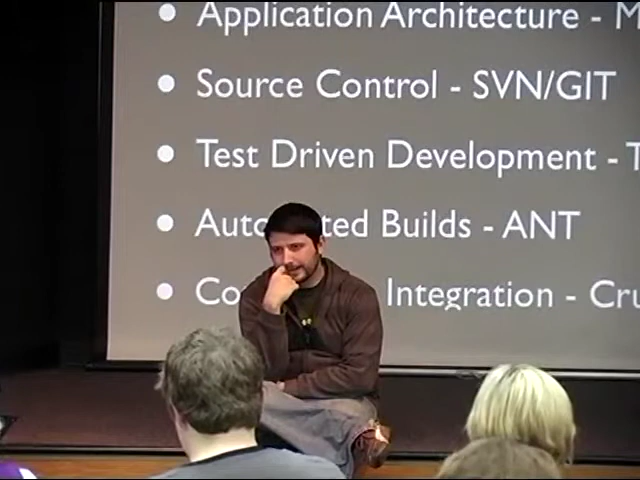 • Application Architecture -
• Source Control - SVN/GIT
• Test Driven Development -
• Builds - ANT
• Integration -